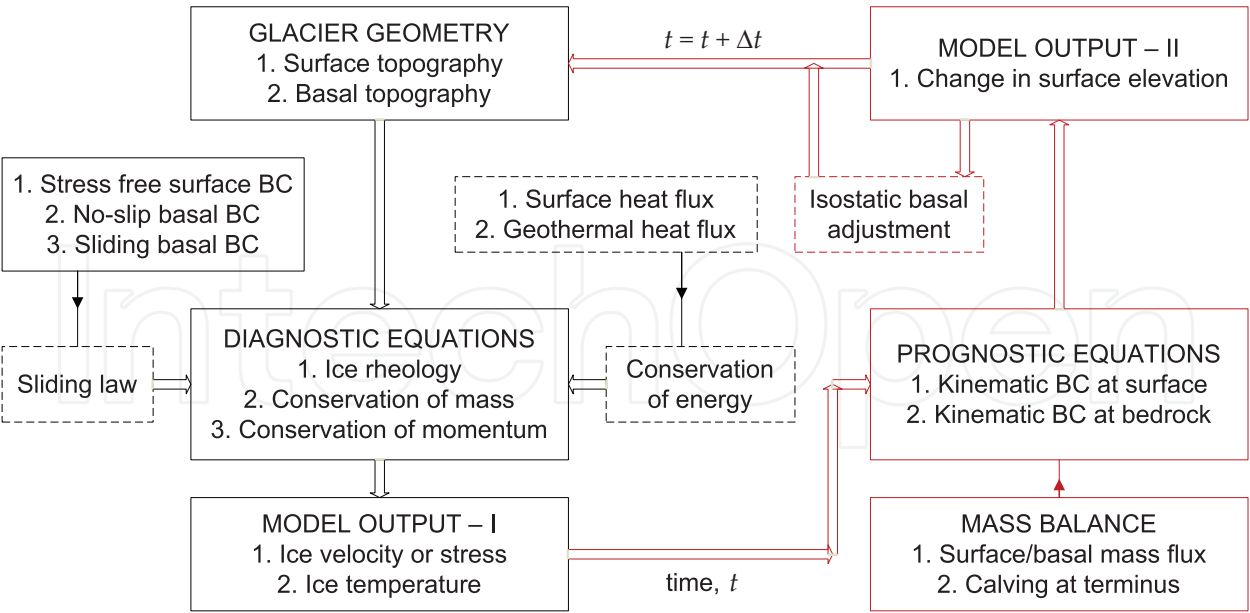 GLACIER GEOMETRY
1. Surface topography
2. Basal topography
t = t + Δt
MODEL OUTPUT – II
1. Change in surface elevation
1. Stress free surface BC
2. No-slip basal BC
3. Sliding basal BC
1. Surface heat flux
2. Geothermal heat flux
Isostatic basal
adjustment
Sliding law
DIAGNOSTIC EQUATIONS
1. Ice rheology
2. Conservation of mass
3. Conservation of momentum
Conservation
of energy
PROGNOSTIC EQUATIONS
1. Kinematic BC at surface
2. Kinematic BC at bedrock
MODEL OUTPUT – I
1. Ice velocity or stress
2. Ice temperature
time, t
MASS BALANCE
1. Surface/basal mass flux
2. Calving at terminus
IntechOpen